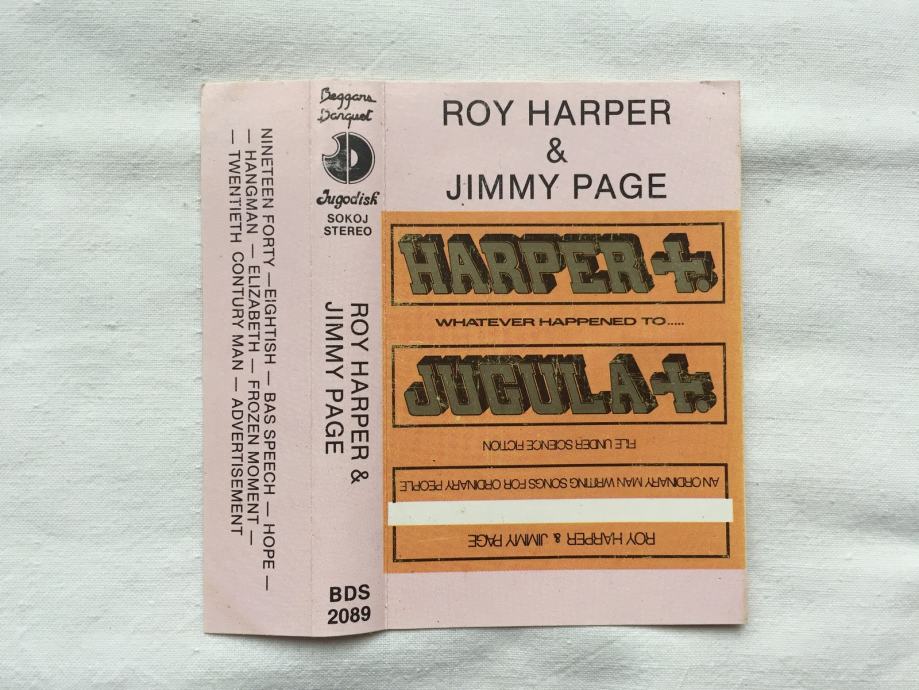 NINETEEN FORTY —EIGHTISH — BAS SPEECH — HOPE —
— HANGMAN — ELIZABETH — FROZEN MOMENT —
— TWENTIETH CONTURY MAN — ADVERTISEMENT
Beggars
Banquet
Jugodisk
SOKOJ
STEREO
ROY HARPER &
JIMMY PAGE
BDS
2089
ROY HARPER
&
JIMMY PAGE
HARPER
WHATEVER HAPPENED TO.....
JUGULA
FILE UNDER SCIENCE FICTION
AN ORDINARY MAN WRITING SONGS FOR ORDINARY PEOPLE
ROY HARPER & JIMMY PAGE